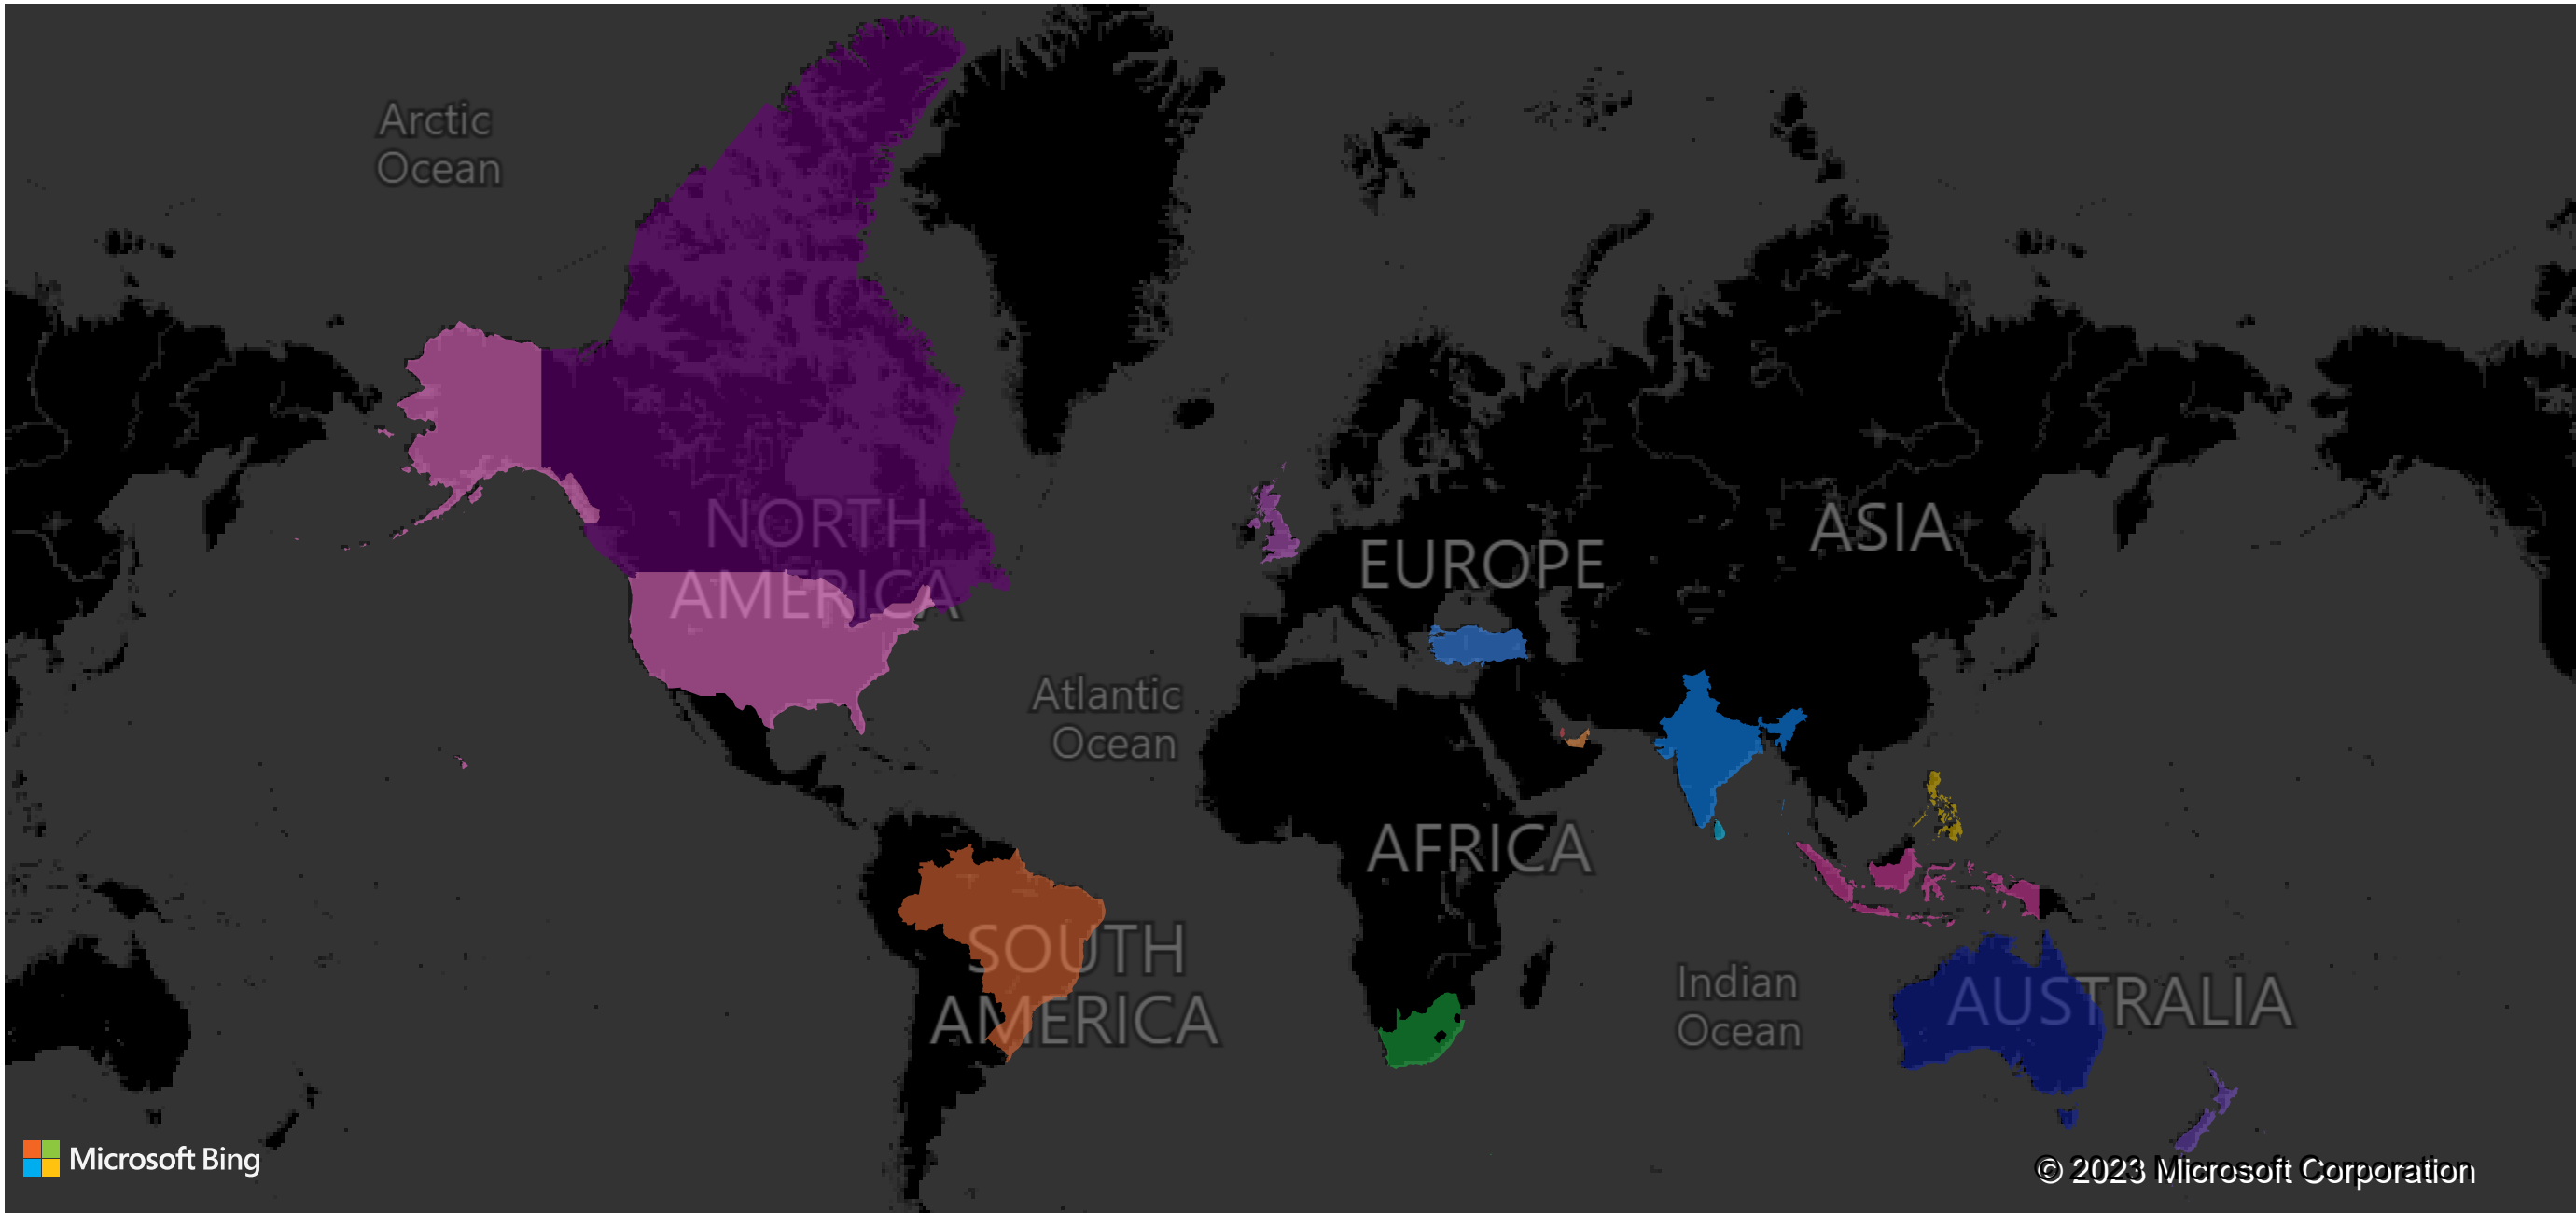 Arctic
Ocean
NORTH
AMERICA
EUROPE
ASIA
Atlantic
Ocean
AFRICA
SOUTH
AMERICA
Indian
Ocean
AUSTRALIA
Microsoft Bing
© 2023 Microsoft Corporation